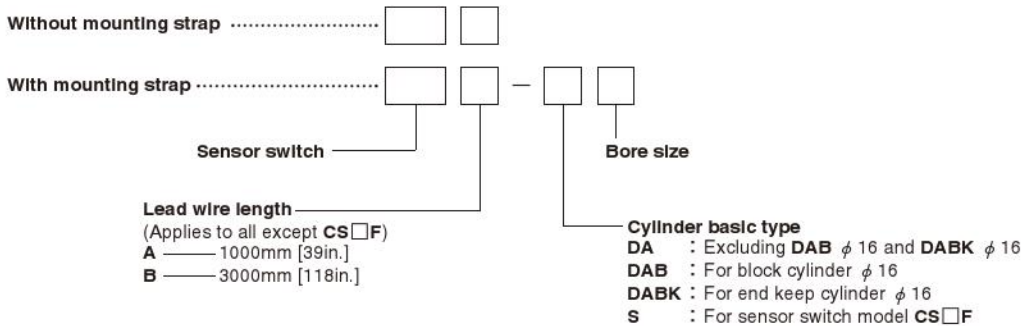 Without mounting strap
With mounting strap —
Sensor switch
Bore size
Lead wire length
(Applies to all except CS□F)
A 1000mm [39in.]
B 3000mm [118in.]
Cylinder basic type
DA : Excluding DAB φ 16 and DABK φ 16
DAB : For block cylinder φ 16
DABK : For end keep cylinder φ 16
S : For sensor switch model CS□F